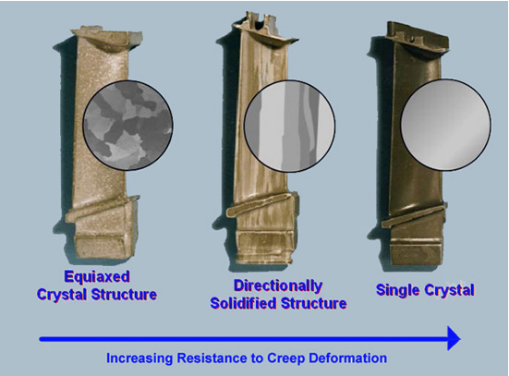 Equiaxed
Crystal Structure
Directionally
Solidified Structure
Single Crystal
Increasing Resistance to Creep Deformation